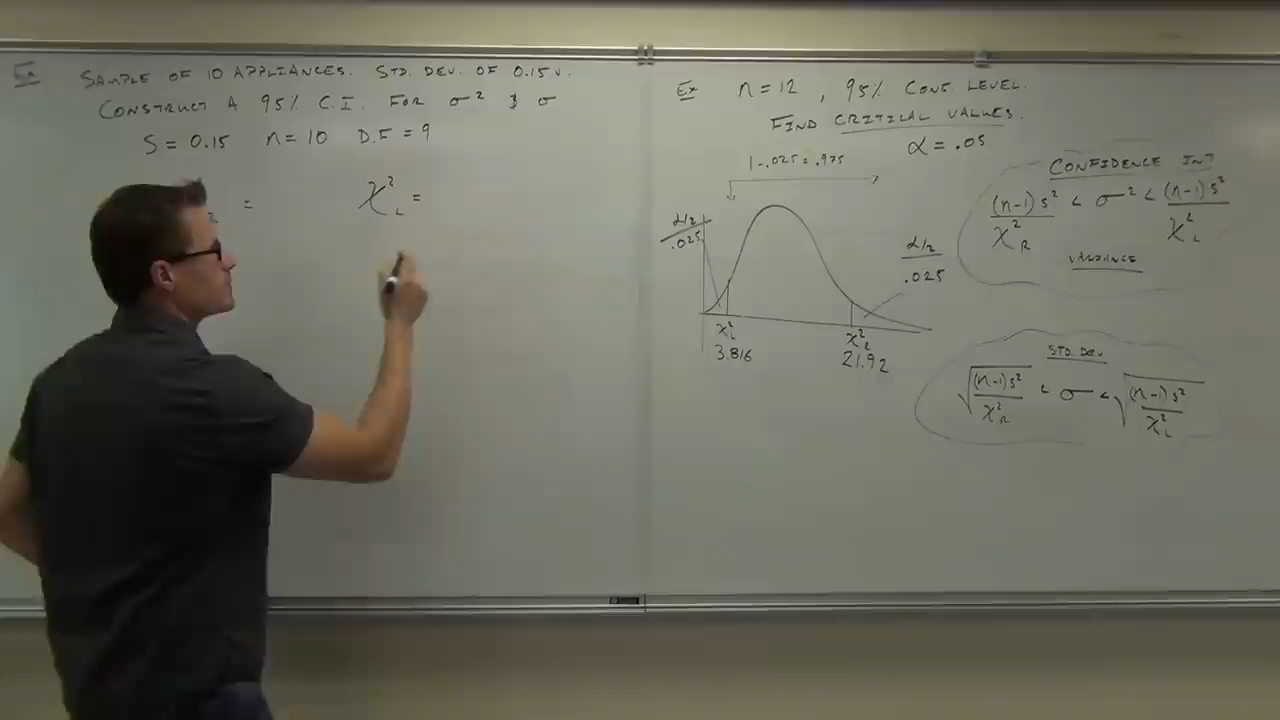 Ex SAMPLE OF 10 APPLIANCES. STD. DEV. OF 0.15 V.
CONSTRUCT A 95% C.I. FOR σ² & σ
S = 0.15 n = 10 D.F = 9
2 =
χ²L =
Ex n = 12, 95% CONF. LEVEL.
FIND CRITICAL VALUES.
α = .05
1-.025 = .975
α/2
.025
α/2
.025
χ²L
3.816
χ²R
21.92
CONFIDENCE INT
(n-1)s²/χ²R < σ² < (n-1)s²/χ²L
VARIANCE
STD. DEV
√(n-1)s²/χ²R < σ < √(n-1)s²/χ²L